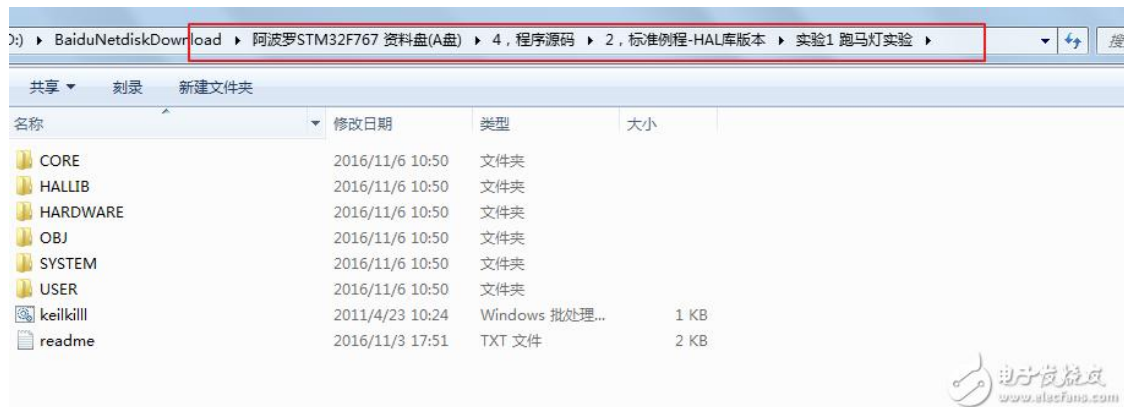 ):) ▸ BaiduNetdiskDownload ▸ 阿波罗STM32F767 资料盘(A盘) ▸ 4，程序源码 ▸ 2，标准例程-HAL库版本 ▸ 实验1 跑马灯实验 ▸
共享 刻录 新建文件夹
名称 修改日期 类型 大小
CORE 2016/11/6 10:50 文件夹
HALLIB 2016/11/6 10:50 文件夹
HARDWARE 2016/11/6 10:50 文件夹
OBJ 2016/11/6 10:50 文件夹
SYSTEM 2016/11/6 10:50 文件夹
USER 2016/11/6 10:50 文件夹
keilkilll 2011/4/23 10:24 Windows 批处理... 1 KB
readme 2016/11/3 17:51 TXT 文件 2 KB
电子发烧友
www.elecfans.com